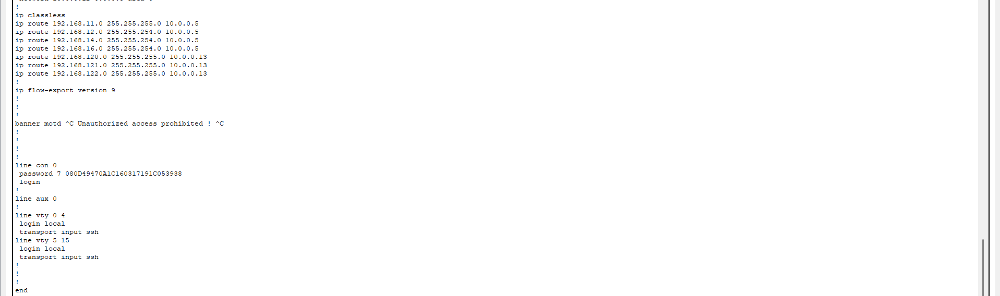 !
ip classless
ip route 192.168.11.0 255.255.255.0 10.0.0.5
ip route 192.168.12.0 255.255.254.0 10.0.0.5
ip route 192.168.14.0 255.255.254.0 10.0.0.5
ip route 192.168.16.0 255.255.254.0 10.0.0.5
ip route 192.168.120.0 255.255.255.0 10.0.0.13
ip route 192.168.121.0 255.255.255.0 10.0.0.13
ip route 192.168.122.0 255.255.255.0 10.0.0.13
!
ip flow-export version 9
!
!
!
banner motd ^C Unauthorized access prohibited ! ^C
!
!
!
!
line con 0
password 7 080D49470A1C160317191C053938
login
!
line aux 0
!
line vty 0 4
login local
transport input ssh
line vty 5 15
login local
transport input ssh
!
!
!
end